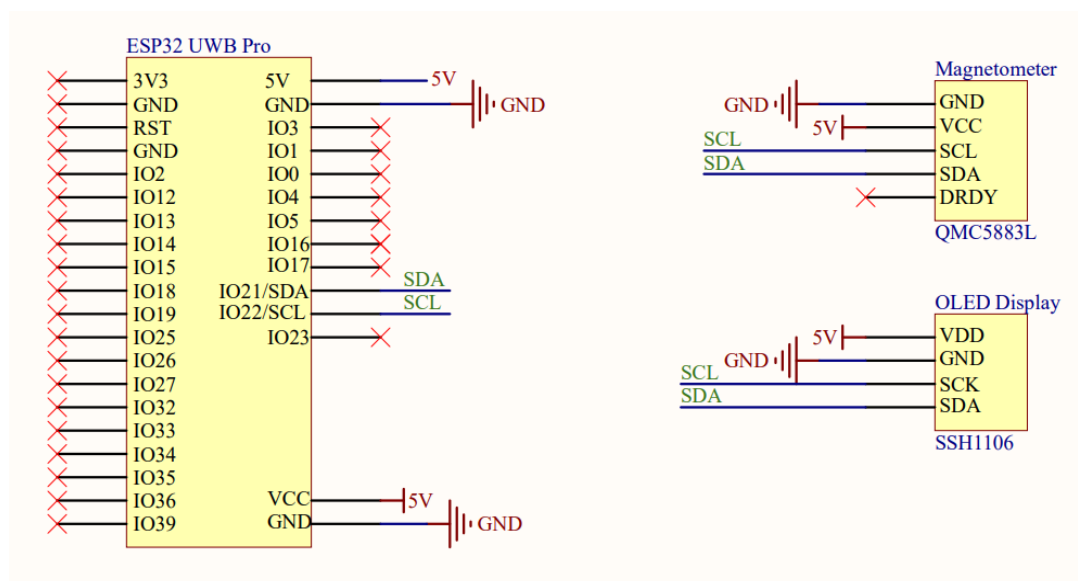 ESP32 UWB Pro
3V3
GND
RST
GND
IO2
IO12
IO13
IO14
IO15
IO18
IO19
IO25
IO26
IO27
IO32
IO33
IO34
IO35
IO36
IO39
5V
GND
IO3
IO1
IO0
IO4
IO5
IO16
IO17
IO21/SDA
IO22/SCL
IO23
VCC
GND
5V
GND
SDA
SCL
5V
GND
Magnetometer
GND
5V
SCL
SDA
GND
VCC
SCL
SDA
DRDY
QMC5883L
OLED Display
5V
GND
SCL
SDA
VDD
GND
SCK
SDA
SSH1106